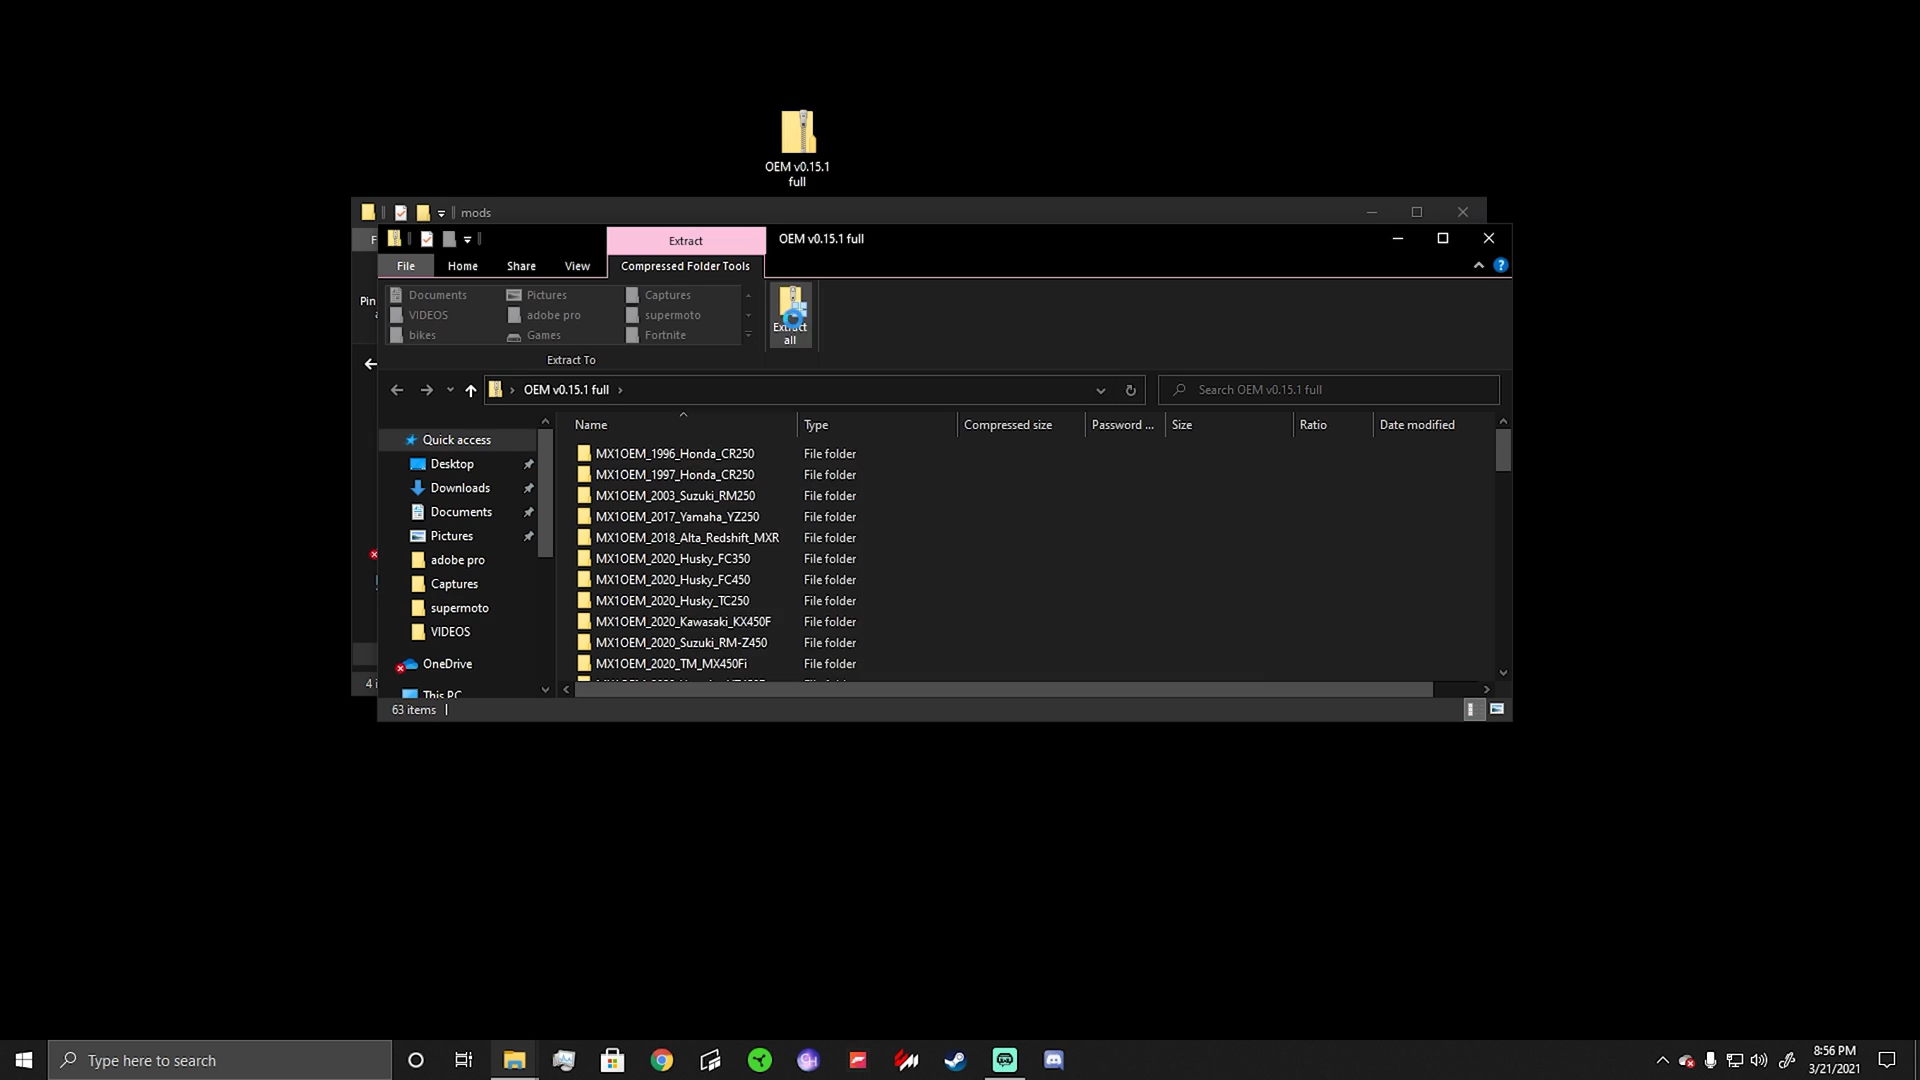 OEM v0.15.1
full
mods
Extract
OEM v0.15.1 full
File
Home
Share
View
Compressed Folder Tools
Pin
Documents
Pictures
Captures
VIDEOS
adobe pro
supermoto
bikes
Games
Fortnite
Extract
all
Extract To
OEM v0.15.1 full
Search OEM v0.15.1 full
Name
Type
Compressed size
Password ...
Size
Ratio
Date modified
Quick access
Desktop
Downloads
Documents
Pictures
adobe pro
Captures
supermoto
VIDEOS
OneDrive
This PC
MX1OEM_1996_Honda_CR250 File folder
MX1OEM_1997_Honda_CR250 File folder
MX1OEM_2003_Suzuki_RM250 File folder
MX1OEM_2017_Yamaha_YZ250 File folder
MX1OEM_2018_Alta_Redshift_MXR File folder
MX1OEM_2020_Husky_FC350 File folder
MX1OEM_2020_Husky_FC450 File folder
MX1OEM_2020_Husky_TC250 File folder
MX1OEM_2020_Kawasaki_KX450F File folder
MX1OEM_2020_Suzuki_RM-Z450 File folder
MX1OEM_2020_TM_MX450Fi File folder
4 i
63 items
Type here to search
8:56 PM
3/21/2021